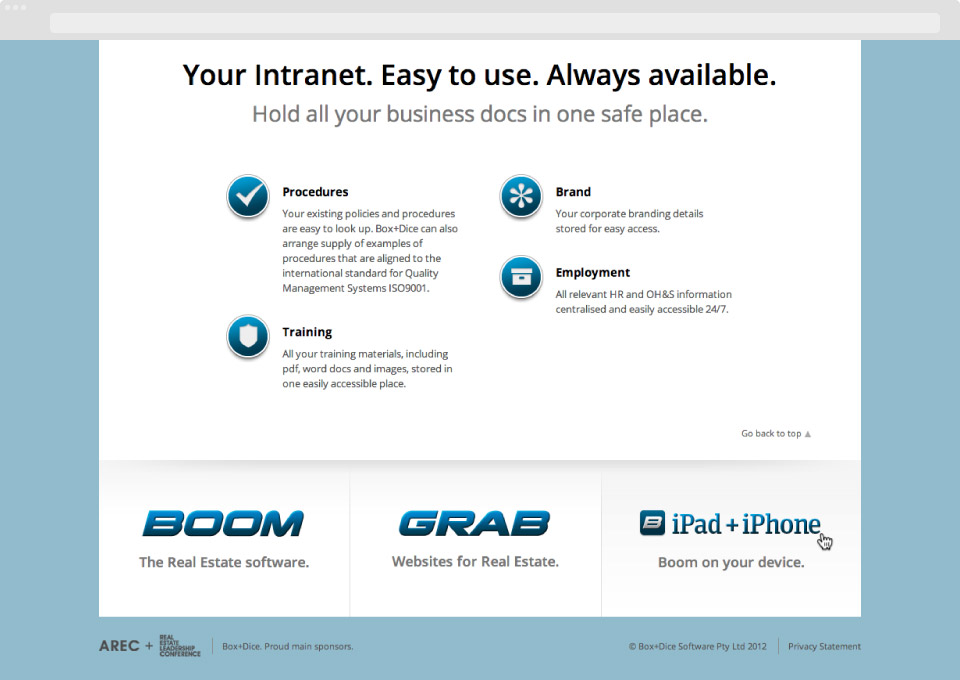 Your Intranet. Easy to use. Always available.
Hold all your business docs in one safe place.
Procedures
Your existing policies and procedures
are easy to look up. Box+Dice can also
arrange supply of examples of
procedures that are aligned to the
international standard for Quality
Management Systems ISO9001.
Training
All your training materials, including
pdf, word docs and images, stored in
one easily accessible place.
Brand
Your corporate branding details
stored for easy access.
Employment
All relevant HR and OH&S information
centralised and easily accessible 24/7.
Go back to top ▲
BOOM
The Real Estate software.
GRAB
Websites for Real Estate.
B iPad + iPhone
Boom on your device.
AREC +
REAL
ESTATE
LEADERSHIP
CONFERENCE
Box+Dice. Proud main sponsors.
© Box+Dice Software Pty Ltd 2012
Privacy Statement